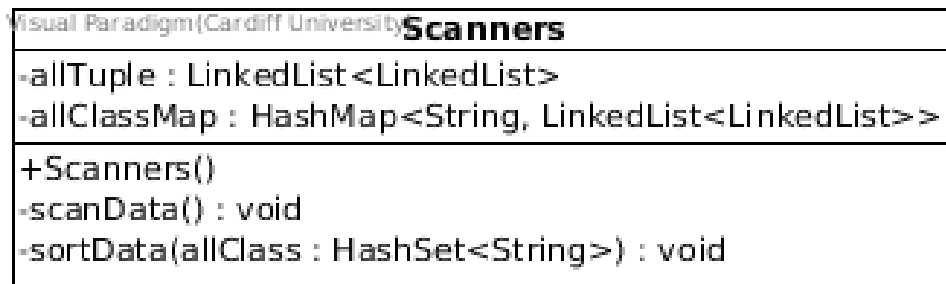 Visual Paradigm(Cardiff University
Scanners
-allTuple : LinkedList<LinkedList>
-allClassMap : HashMap<String, LinkedList<LinkedList>>
+Scanners()
-scanData() : void
-sortData(allClass : HashSet<String>) : void